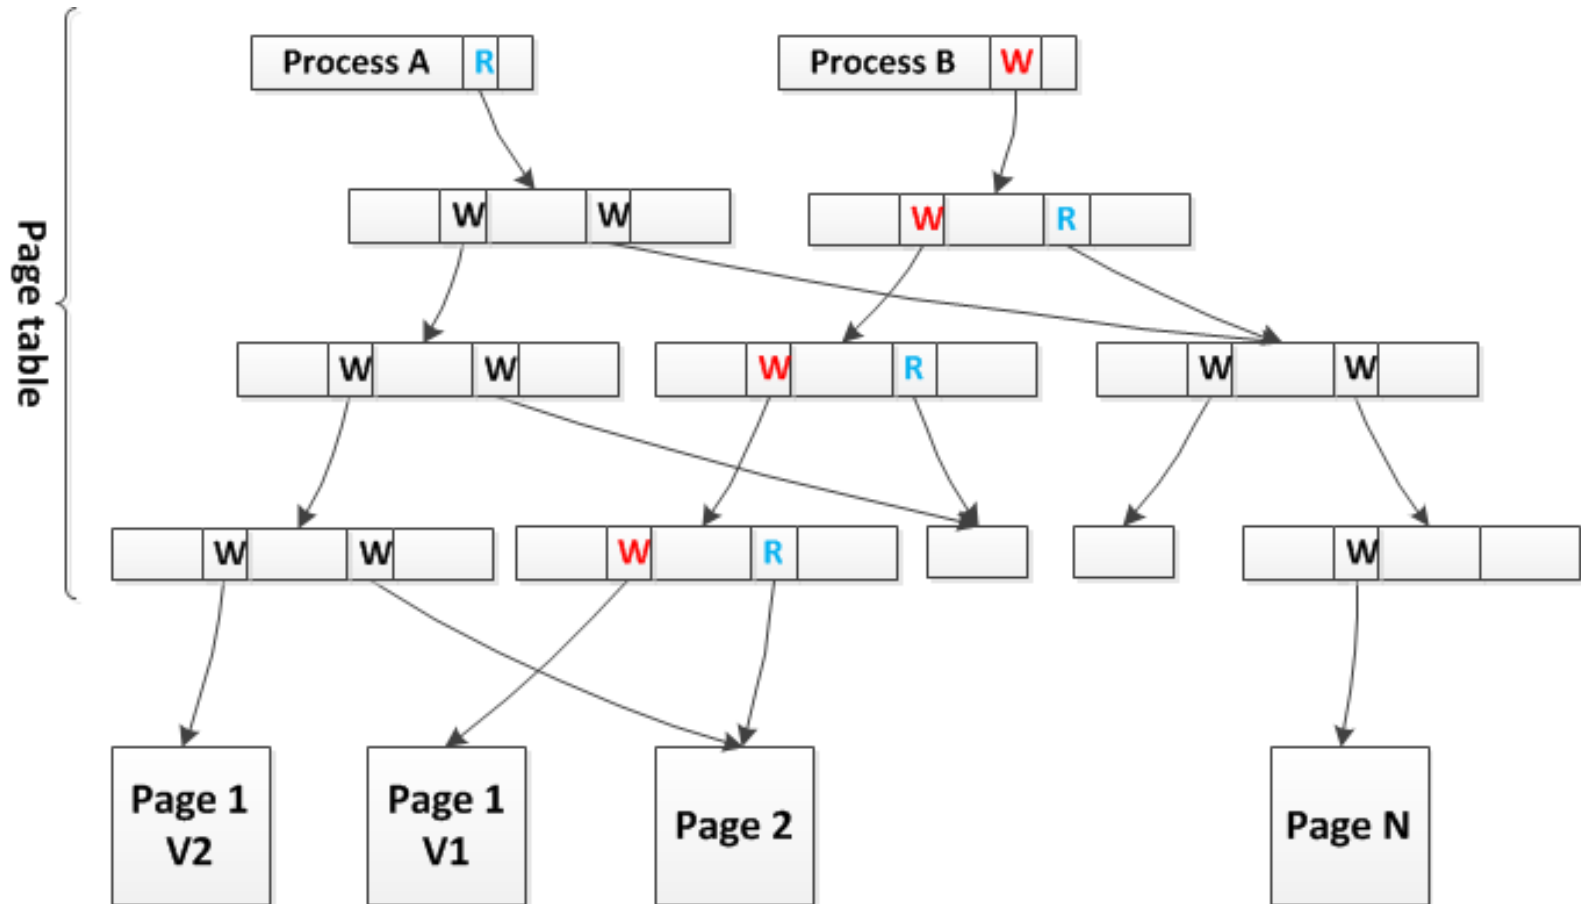 Page table
Process A R
Process B W
W W
W R
W W
W R
W W
W W
W R
W
Page 1
V2
Page 1
V1
Page 2
Page N